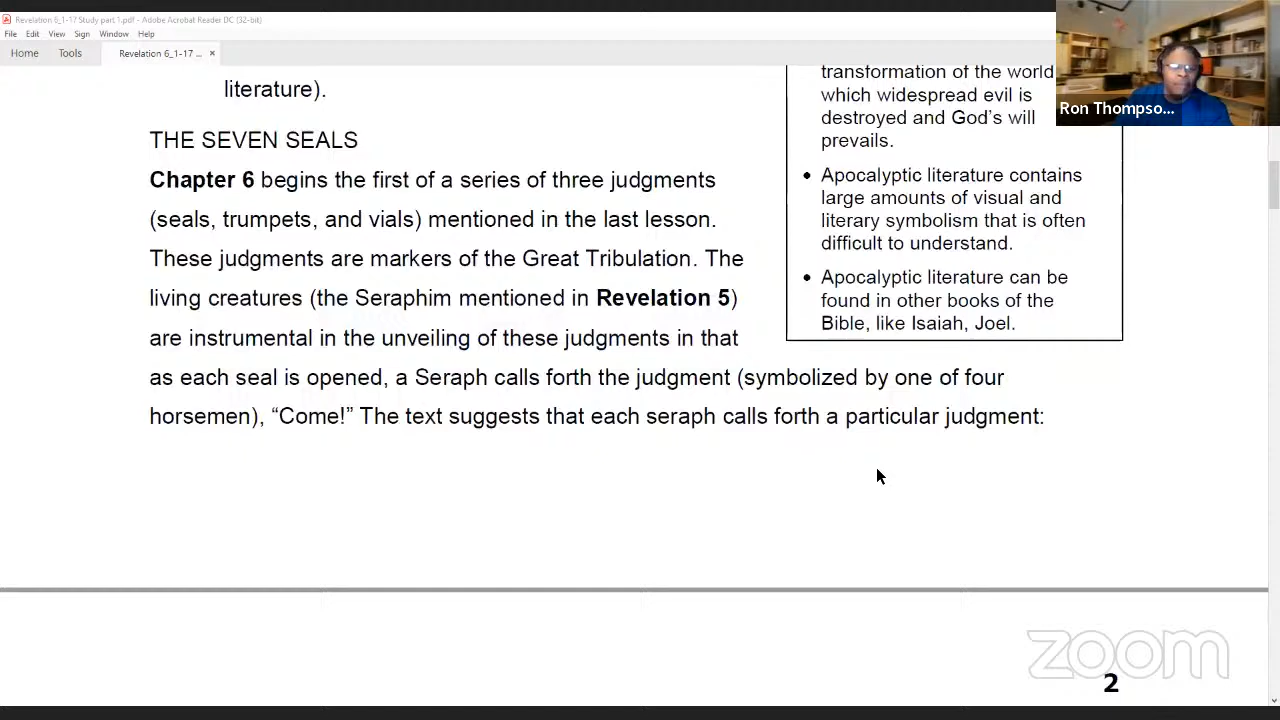 Revelation 6_1-17 Study part 1.pdf - Adobe Acrobat Reader DC (32-bit)
File Edit View Sign Window Help
Home Tools Revelation 6_1-17 ... ×
literature).
THE SEVEN SEALS
Chapter 6 begins the first of a series of three judgments
(seals, trumpets, and vials) mentioned in the last lesson.
These judgments are markers of the Great Tribulation. The
living creatures (the Seraphim mentioned in Revelation 5)
are instrumental in the unveiling of these judgments in that
as each seal is opened, a Seraph calls forth the judgment (symbolized by one of four
horsemen), “Come!” The text suggests that each seraph calls forth a particular judgment:
transformation of the world
which widespread evil is
destroyed and God’s will
prevails.
• Apocalyptic literature contains
large amounts of visual and
literary symbolism that is often
difficult to understand.
• Apocalyptic literature can be
found in other books of the
Bible, like Isaiah, Joel.
Ron Thompso...
zoom
2